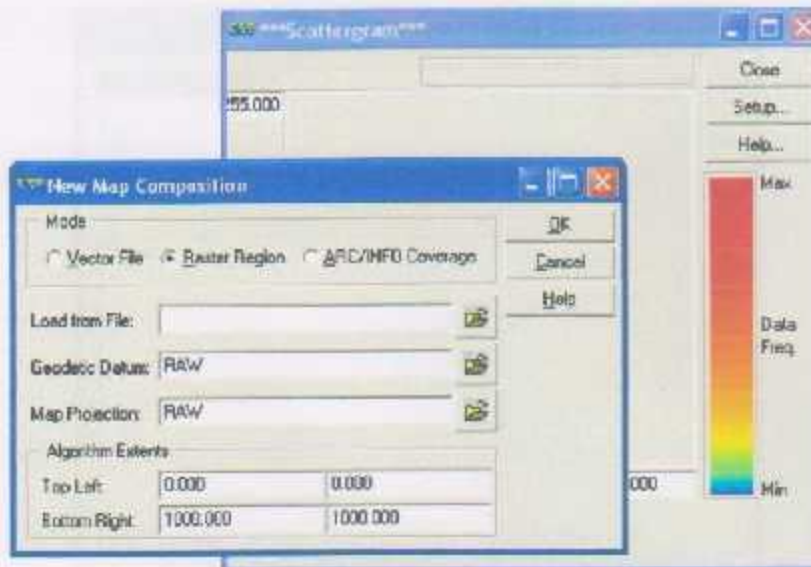 ***Scattergram***
Close
255.000
Setup...
Help...
Max
Data
Freq
Min
000
New Map Composition
Mode
Vector File
Raster Region
ARC/INFO Coverage
OK
Cancel
Help
Load from File:
Geodetic Datum: RAW
Map Projection: RAW
Algorithm Extents
Top Left: 0.000 0.000
Bottom Right: 1000.000 1000.000